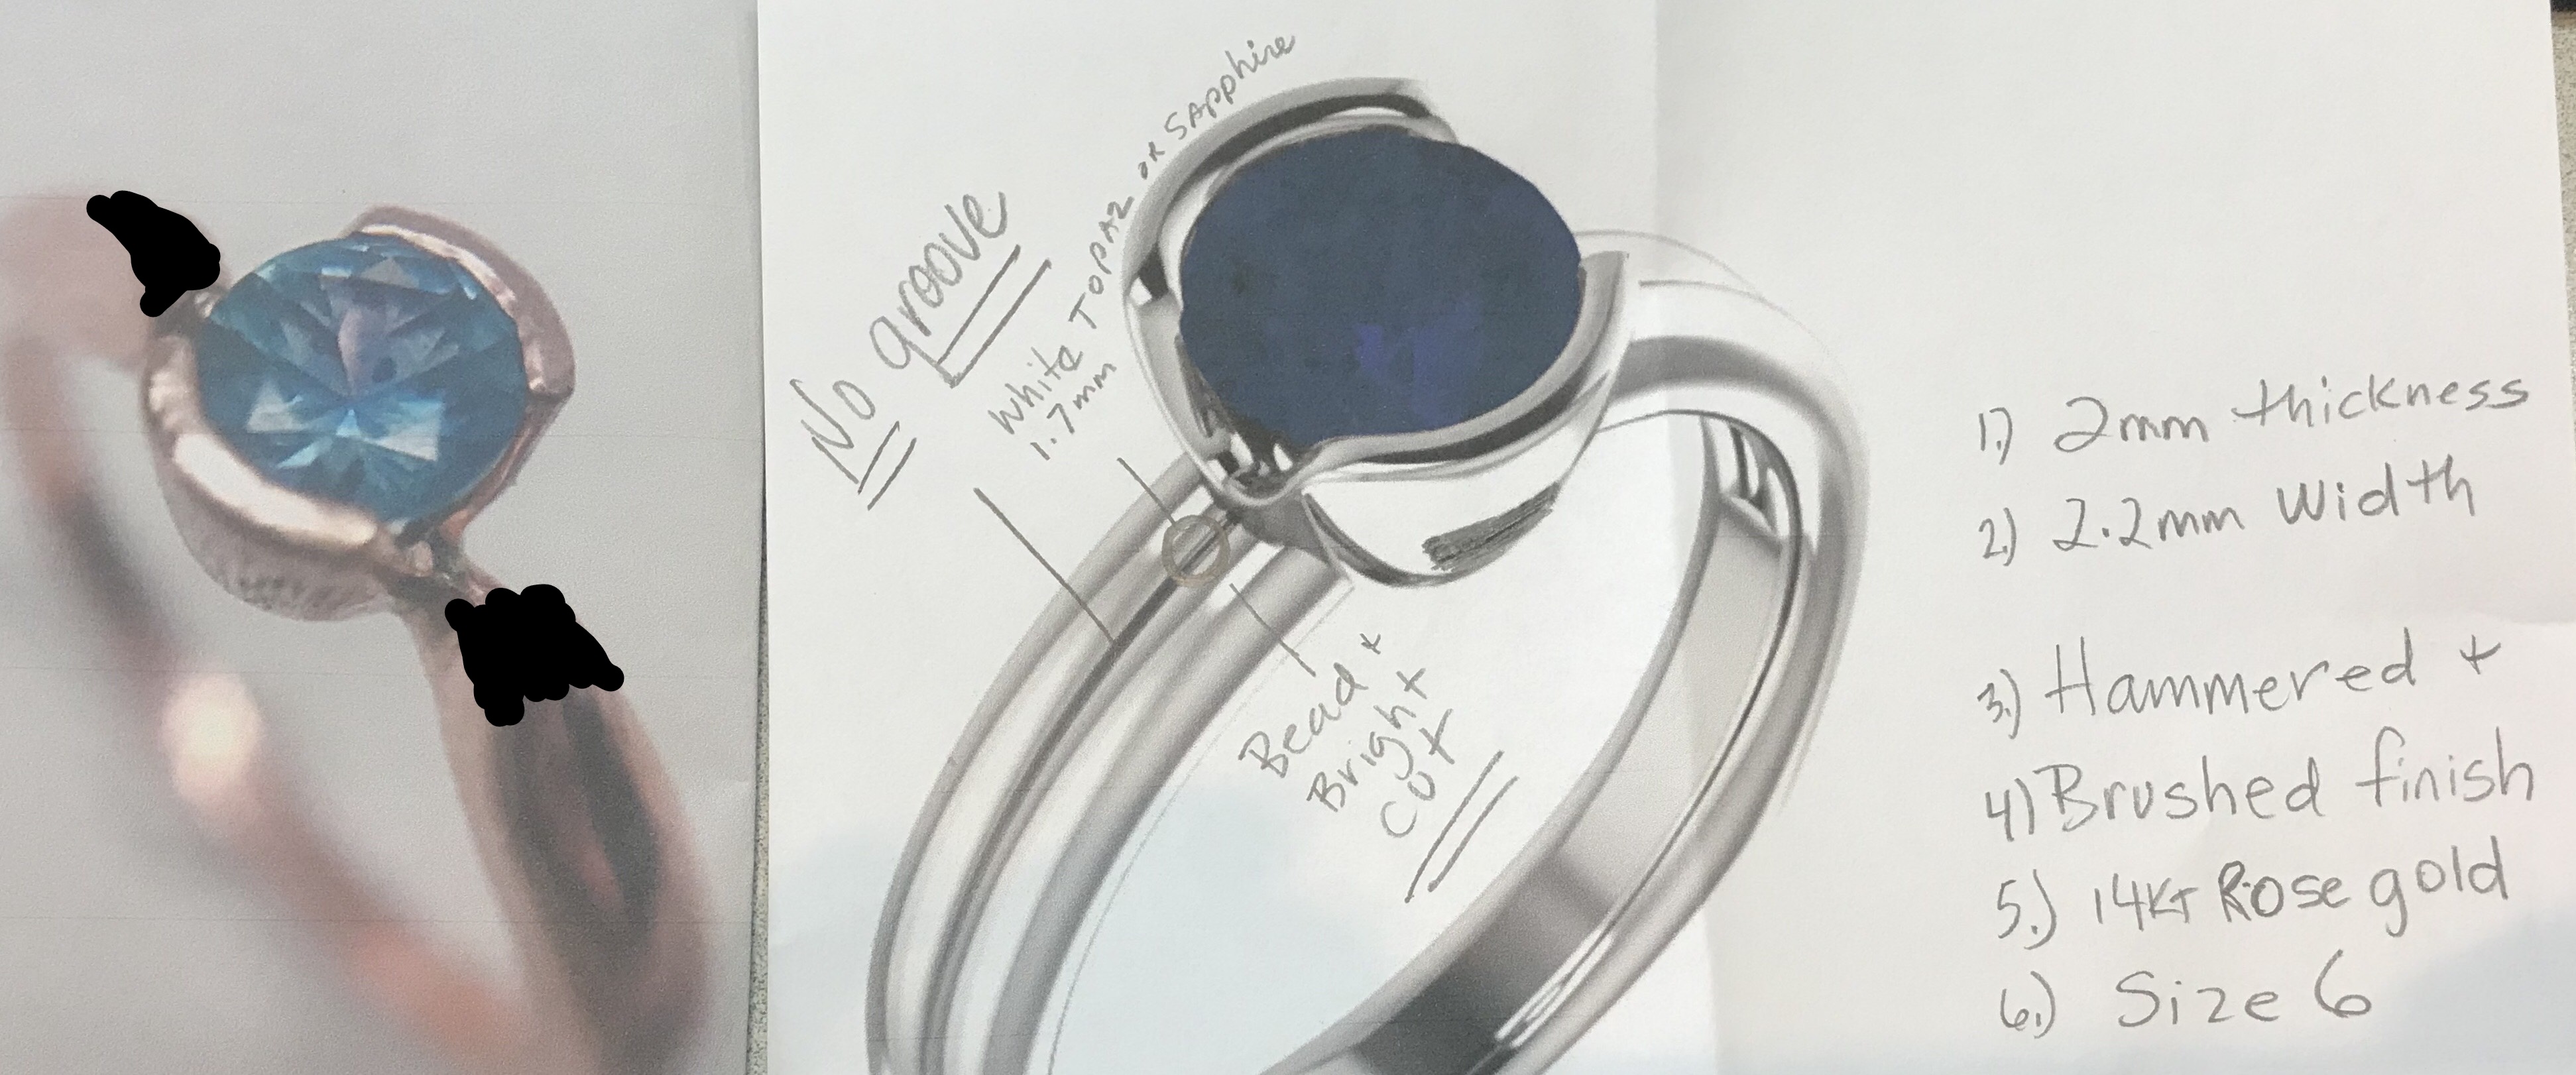 No groove
White TOPAZ OR SAPphire
1.7mm
Bead +
Bright
CUT
1.) 2mm thickness
2.) 2.2mm Width
3.) Hammered +
4) Brushed finish
5.) 14KT Rose gold
6.) Size 6